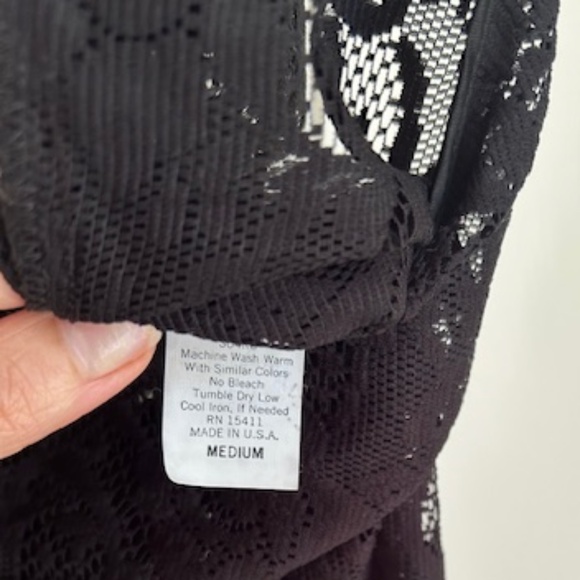 Machine Wash Warm
With Similar Colors
No Bleach
Tumble Dry Low
Cool Iron, If Needed
RN 15411
MADE IN U.S.A.
MEDIUM